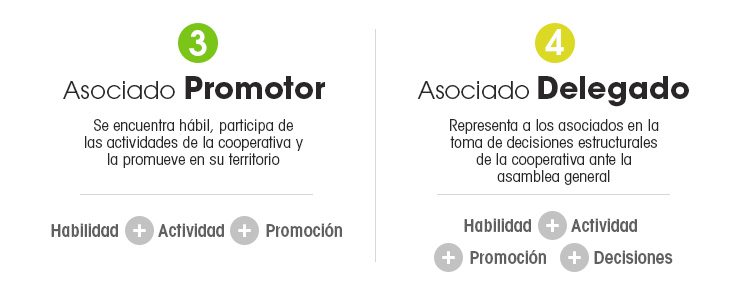 3
Asociado Promotor
Se encuentra hábil, participa de
las actividades de la cooperativa y
la promueve en su territorio
Habilidad + Actividad + Promoción
4
Asociado Delegado
Representa a los asociados en la
toma de decisiones estructurales
de la cooperativa ante la
asamblea general
Habilidad + Actividad
+ Promoción + Decisiones